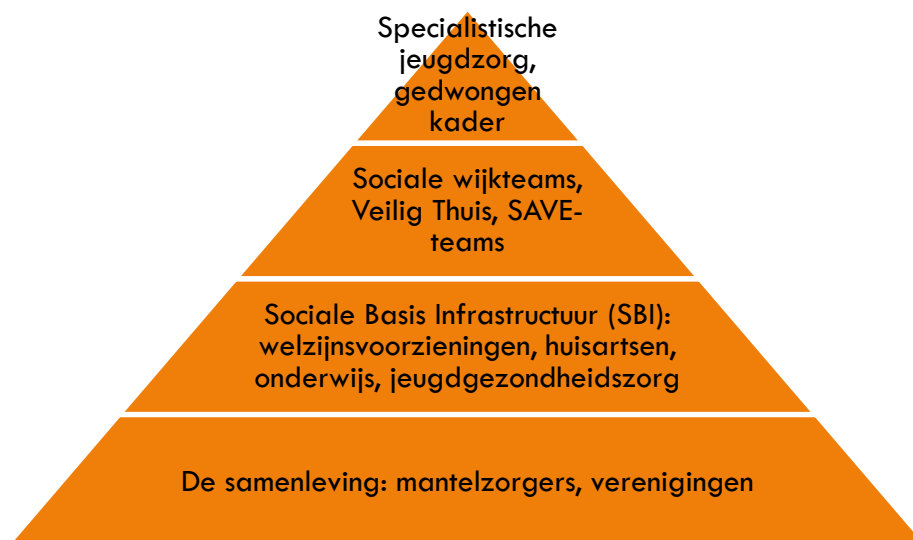 Specialistische
jeugdzorg,
gedwongen
kader
Sociale wijkteams,
Veilig Thuis, SAVE-
teams
Sociale Basis Infrastructuur (SBI):
welzijnsvoorzieningen, huisartsen,
onderwijs, jeugdgezondheidszorg
De samenleving: mantelzorgers, verenigingen